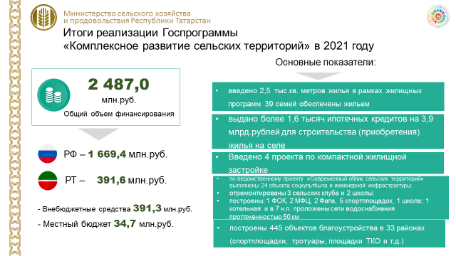 Министерство сельского хозяйства
и продовольствия Республики Татарстан
Итоги реализации Госпрограммы
«Комплексное развитие сельских территорий» в 2021 году
2 487,0
млн.руб.
Общий объем финансирования
РФ – 1 669,4 млн.руб.
РТ – 391,6 млн.руб.
- Внебюджетные средства 391,3 млн.руб.
- Местный бюджет 34,7 млн.руб.
Основные показатели:
• введено 2,5 тыс.кв. метров жилья в рамках жилищных
программ 39 семей обеспечены жильем
• выдано более 1,6 тысяч ипотечных кредитов на 3,9
млрд.рублей для строительства (приобретения)
жилья на селе
• Введено 4 проекта по компактной жилищной
застройке
• по ведомственному проекту «Современный облик сельских территорий»
выполнены 24 объекта соцкультбыта и инженерной инфраструктуры:
• отремонтированы 3 сельских клуба и 2 школы;
• построены 1 ФОК, 2 МФЦ, 2 Фапа, 5 спортплощадок, 1 школа; 1
котельная и в 7 н.п. проложены сети водоснабжения
протяженностью 50 км
• построены 445 объектов благоустройства в 33 районах
(спортплощадки, тротуары, площадки ТКО и т.д.)